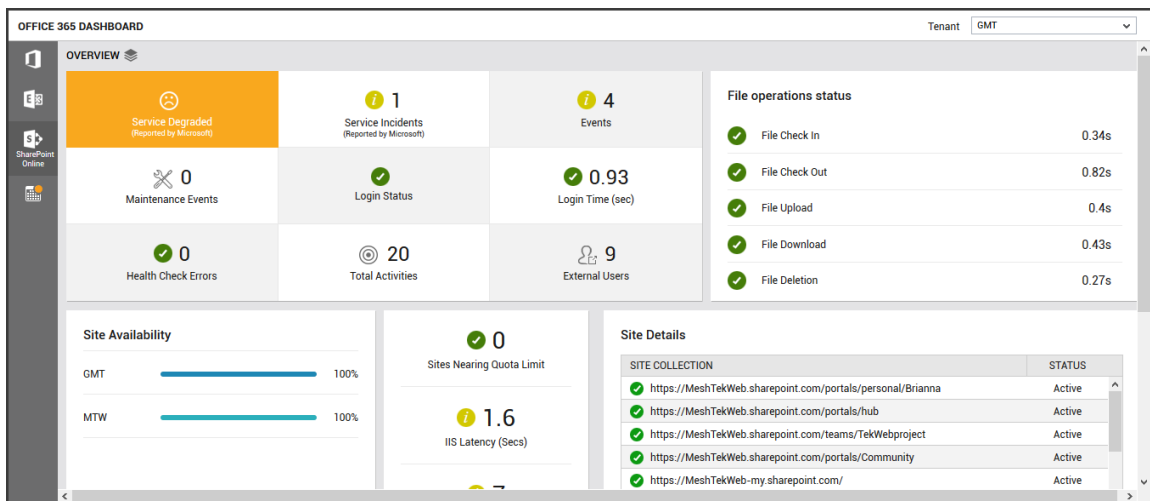 OFFICE 365 DASHBOARD
Tenant GMT
OVERVIEW
SharePoint
Online
Service Degraded
(Reported by Microsoft)
1
Service Incidents
(Reported by Microsoft)
4
Events
0
Maintenance Events
Login Status
0.93
Login Time (sec)
0
Health Check Errors
20
Total Activities
9
External Users
File operations status
File Check In 0.34s
File Check Out 0.82s
File Upload 0.4s
File Download 0.43s
File Deletion 0.27s
Site Availability
GMT 100%
MTW 100%
0
Sites Nearing Quota Limit
1.6
IIS Latency (Secs)
Site Details
SITE COLLECTION STATUS
https://MeshTekWeb.sharepoint.com/portals/personal/Brianna Active
https://MeshTekWeb.sharepoint.com/portals/hub Active
https://MeshTekWeb.sharepoint.com/teams/TekWebproject Active
https://MeshTekWeb.sharepoint.com/portals/Community Active
https://MeshTekWeb-my.sharepoint.com/ Active